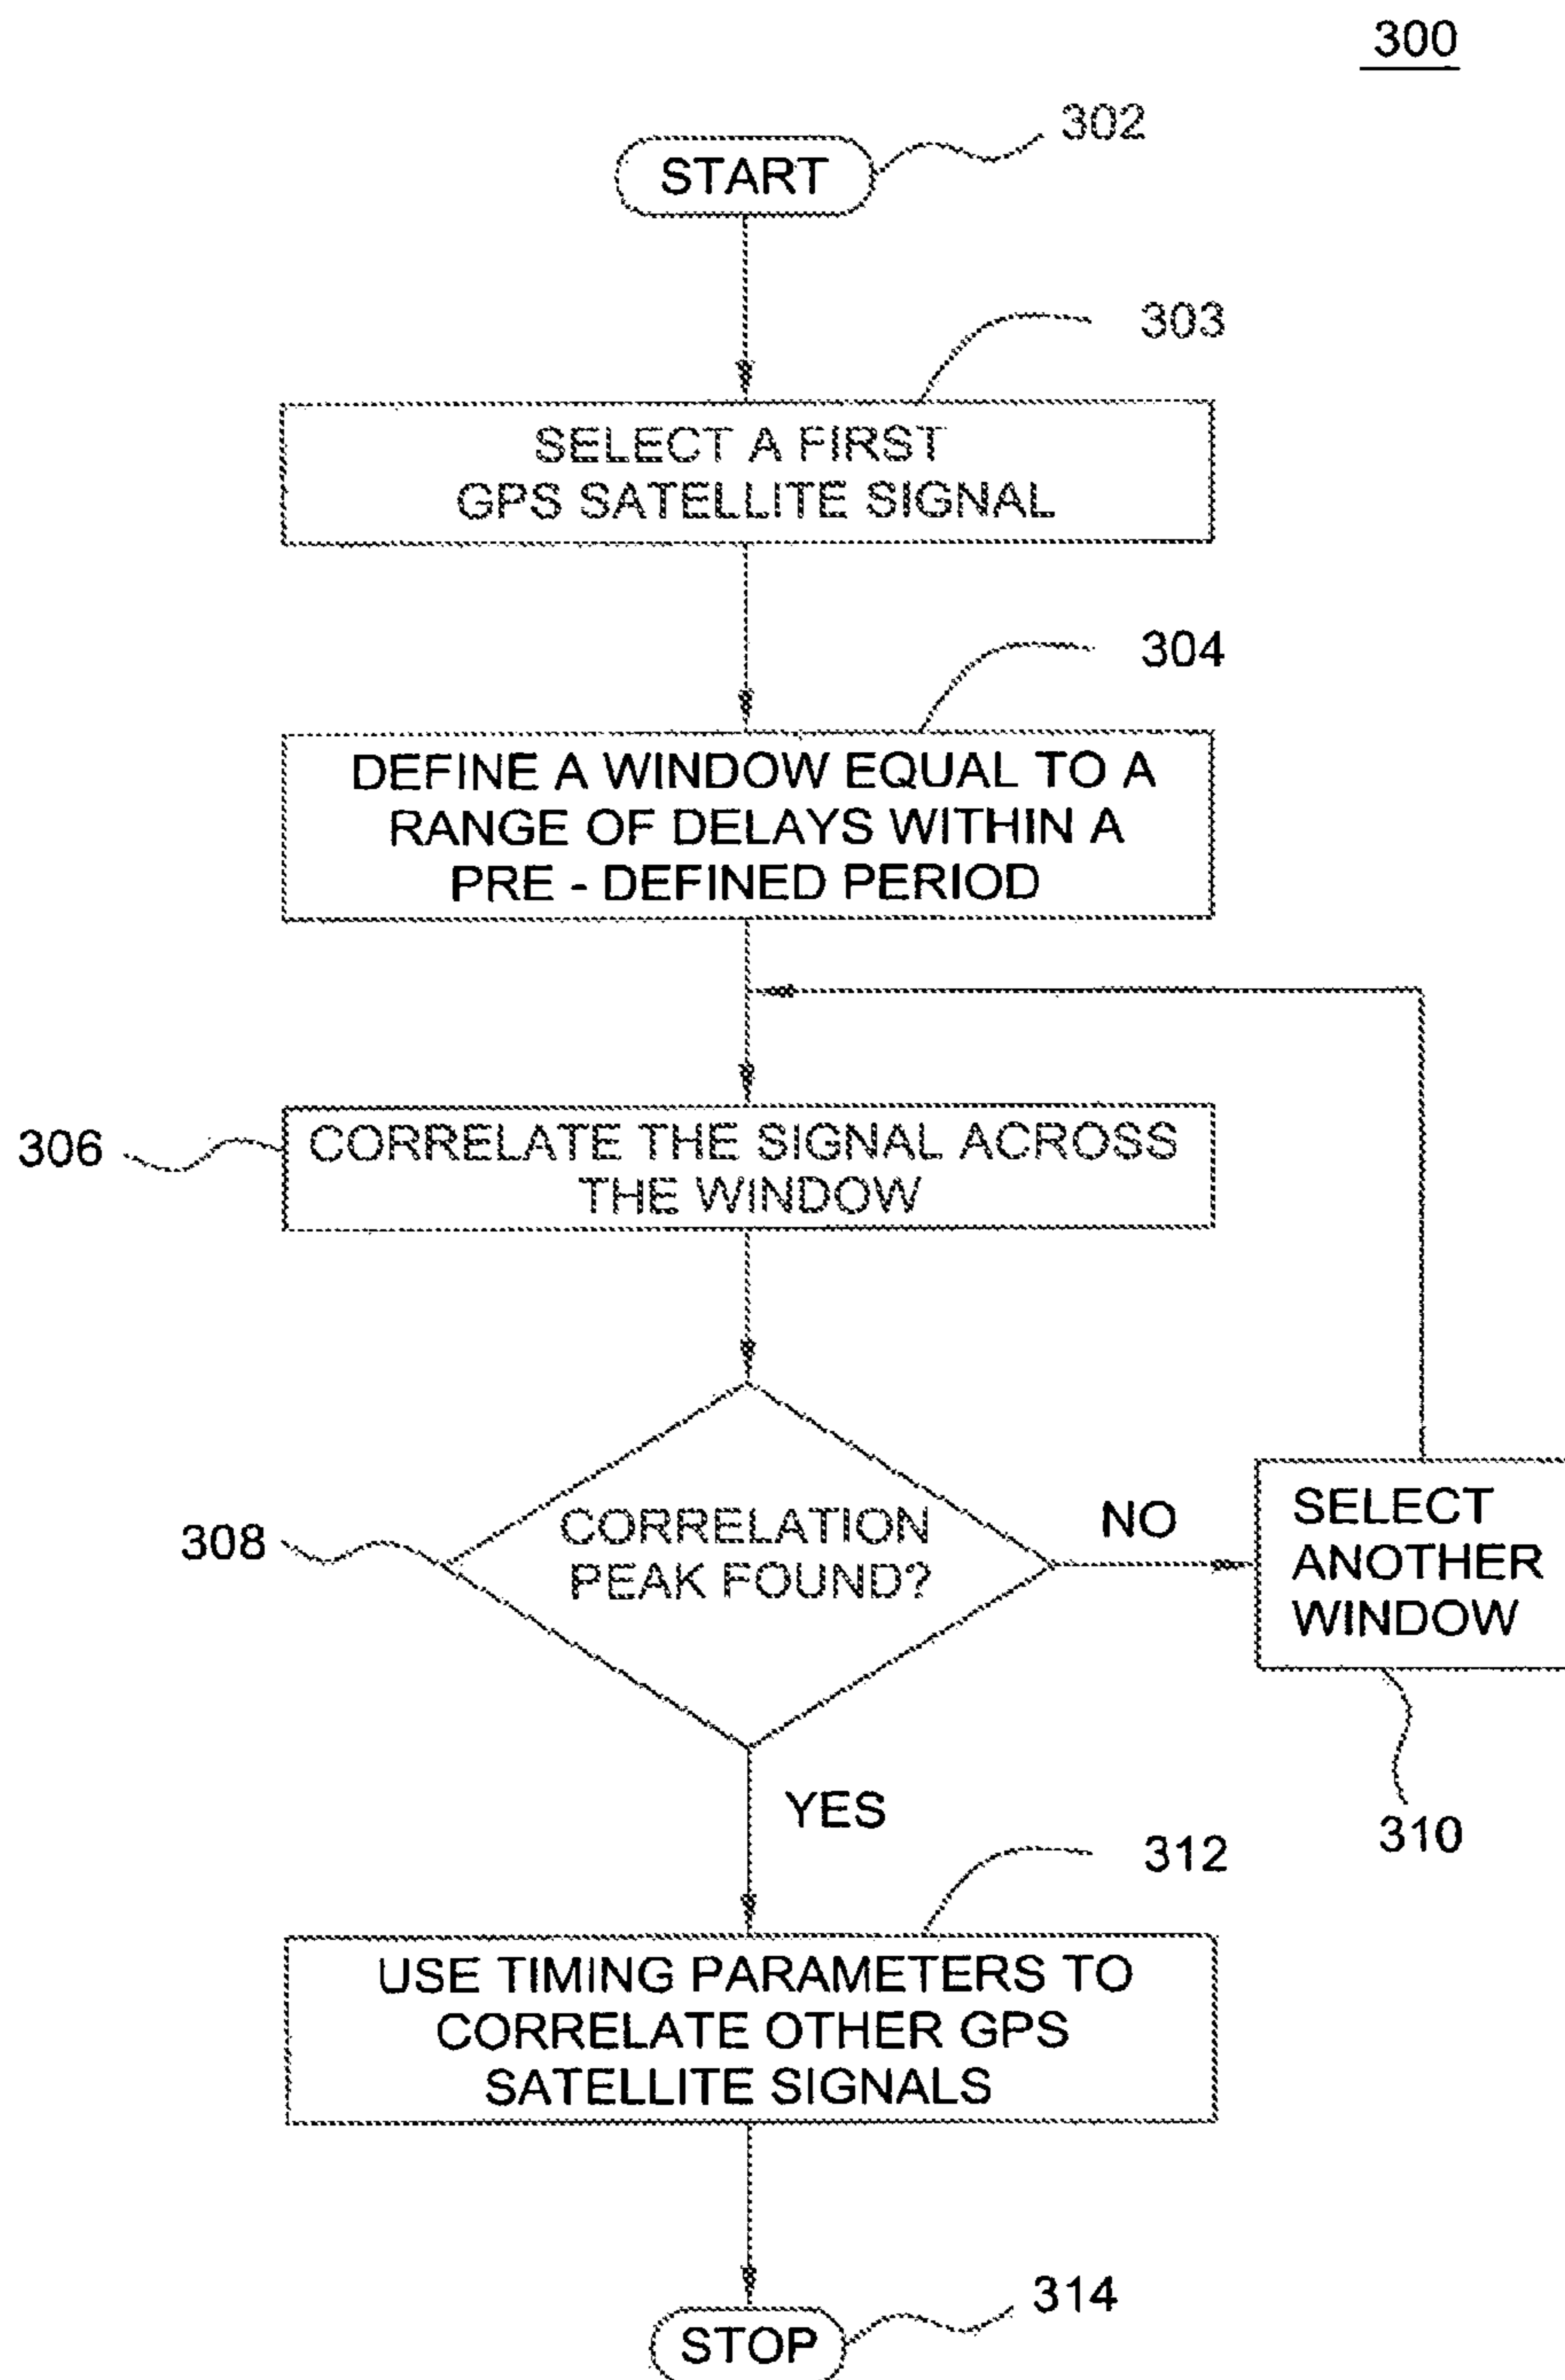 300
302
START
303
SELECT A FIRST
GPS SATELLITE SIGNAL
304
DEFINE A WINDOW EQUAL TO A
RANGE OF DELAYS WITHIN A
PRE - DEFINED PERIOD
306
CORRELATE THE SIGNAL ACROSS
THE WINDOW
308
CORRELATION
PEAK FOUND?
NO
SELECT
ANOTHER
WINDOW
310
YES
312
USE TIMING PARAMETERS TO
CORRELATE OTHER GPS
SATELLITE SIGNALS
314
STOP